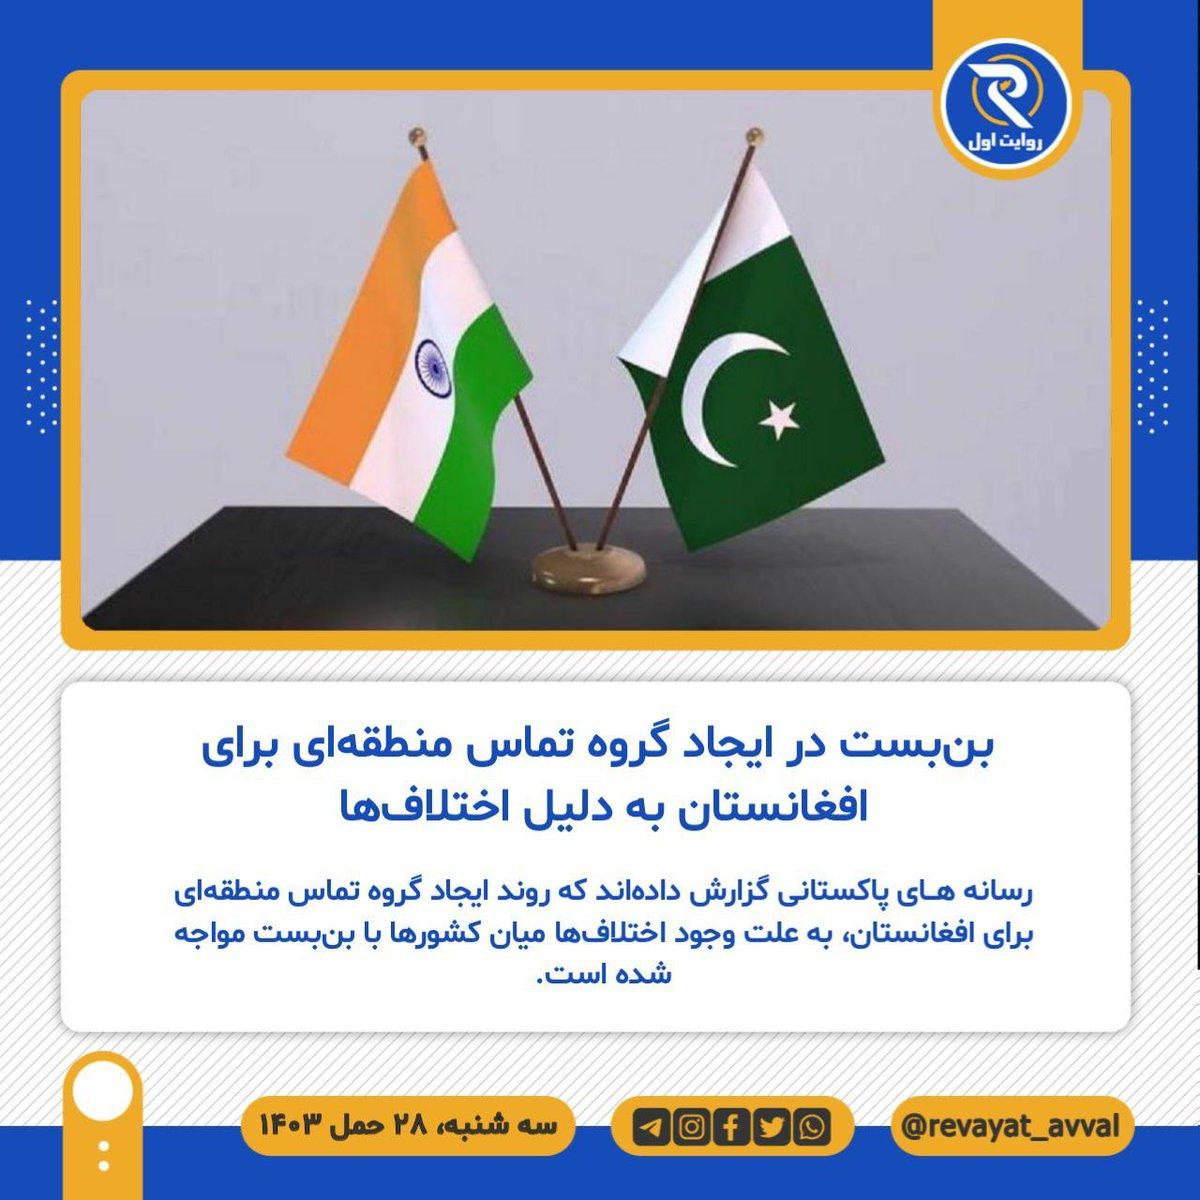 روایت اول
بن‌بست در ایجاد گروه تماس منطقه‌ای برای
افغانستان به دلیل اختلاف‌ها
رسانه هـای پاکستانی گزارش داده‌اند که روند ایجاد گروه تماس منطقه‌ای
برای افغانستان، به علت وجود اختلاف‌ها میان کشورها با بن‌بست مواجه
شده است.
سه شنبه، ۲۸ حمل ۱۴۰۳
@revayat_avval